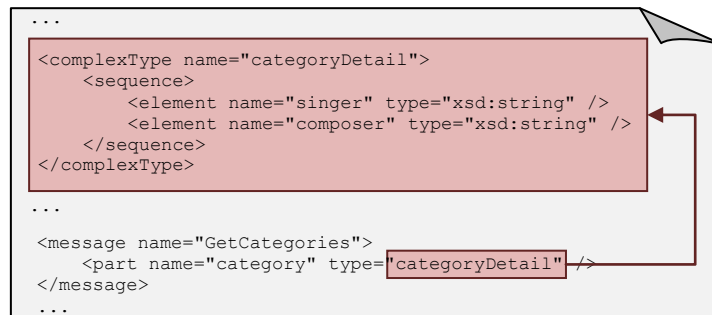 ...
<complexType name="categoryDetail">
<sequence>
<element name="singer" type="xsd:string" />
<element name="composer" type="xsd:string" />
</sequence>
</complexType>
...
<message name="GetCategories">
<part name="category" type="categoryDetail" />
</message>
...